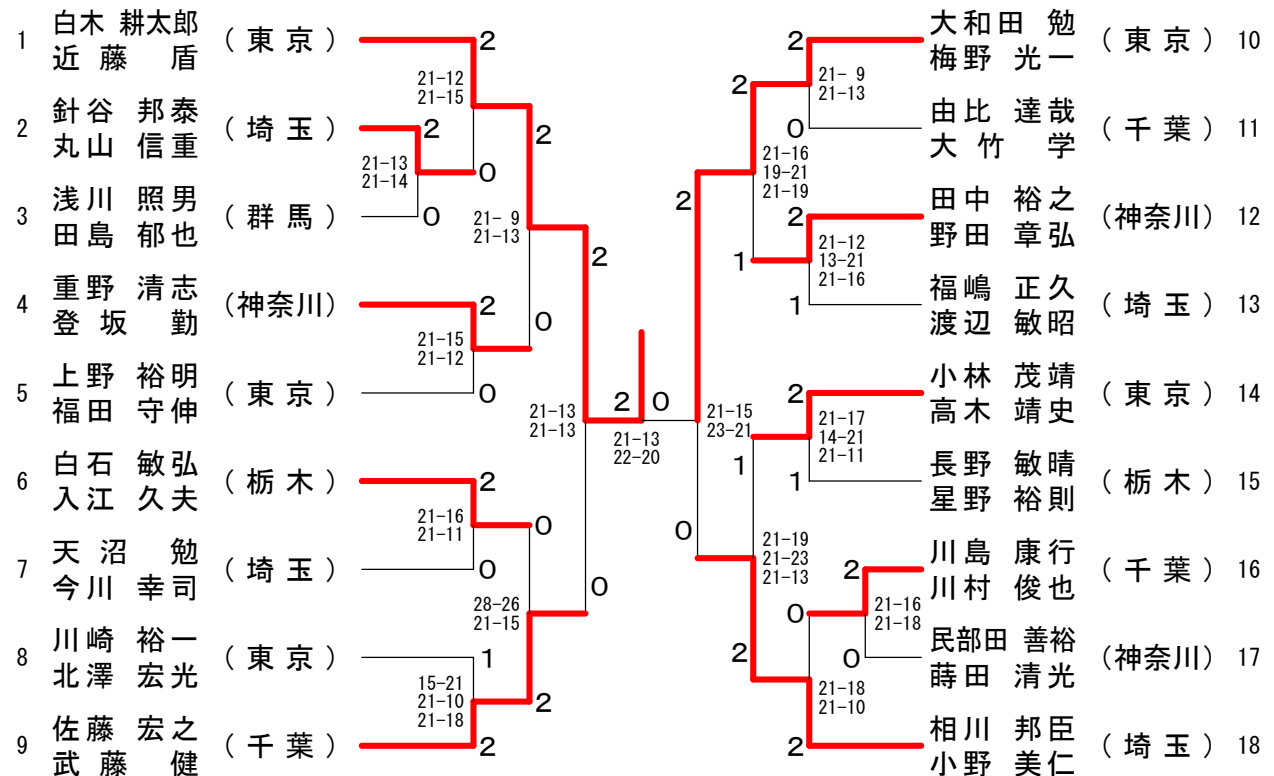 1 白木 耕太郎 (東京)
近藤 盾
2 針谷 邦泰 (埼玉)
丸山 信重
3 浅川 照男 (群馬)
田島 郁也
4 重野 清志 (神奈川)
登坂 勤
5 上野 裕明 (東京)
福田 守伸
6 白石 敏弘 (栃木)
入江 久夫
7 天沼 勉 (埼玉)
今川 幸司
8 川崎 裕一 (東京)
北澤 宏光
9 佐藤 宏之 (千葉)
武藤 健
2
21-12
21-15
2
21-13
21-14
0
0
2
21- 9
21-13
2
21-15
21-12
0
0
2
21-13
21-13
2
21-16
21-11
0
0
28-26
21-15
0
1
15-21
21-10
21-18
2
2
2 0
21-13
22-20
2
21- 9
21-13
0
2
21-16
19-21
21-19
2
21-12
13-21
21-16
1
1
2
21-15
23-21
2
21-17
14-21
21-11
1
1
0
21-19
21-23
21-13
2
21-16
21-18
0
0
2
21-18
21-10
2
大和田 勉 (東京) 10
梅野 光一
由比 達哉 (千葉) 11
大竹 学
田中 裕之 (神奈川) 12
野田 章弘
福嶋 正久 (埼玉) 13
渡辺 敏昭
小林 茂靖 (東京) 14
高木 靖史
長野 敏晴 (栃木) 15
星野 裕則
川島 康行 (千葉) 16
川村 俊也
民部田 善裕 (神奈川) 17
蒔田 清光
相川 邦臣 (埼玉) 18
小野 美仁